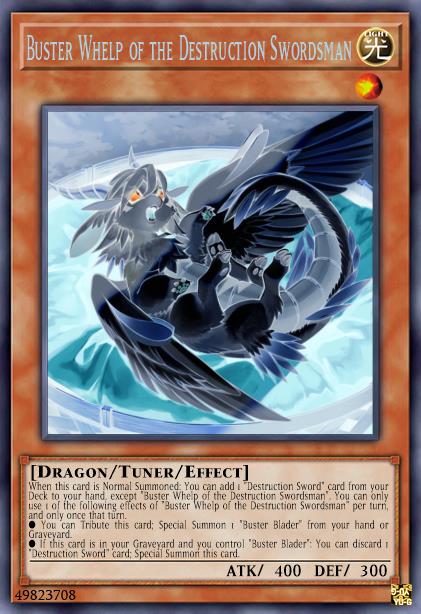 BUSTER WHELP OF THE DESTRUCTION SWORDSMAN
LIGHT
光
[DRAGON/TUNER/EFFECT]
When this card is Normal Summoned: You can add 1 "Destruction Sword" card from your
Deck to your hand, except "Buster Whelp of the Destruction Swordsman". You can only
use 1 of the following effects of "Buster Whelp of the Destruction Swordsman" per turn,
and only once that turn.
● You can Tribute this card; Special Summon 1 "Buster Blader" from your hand or
Graveyard.
● If this card is in your Graveyard and you control "Buster Blader": You can discard 1
"Destruction Sword" card; Special Summon this card.
ATK/ 400 DEF/ 300
49823708